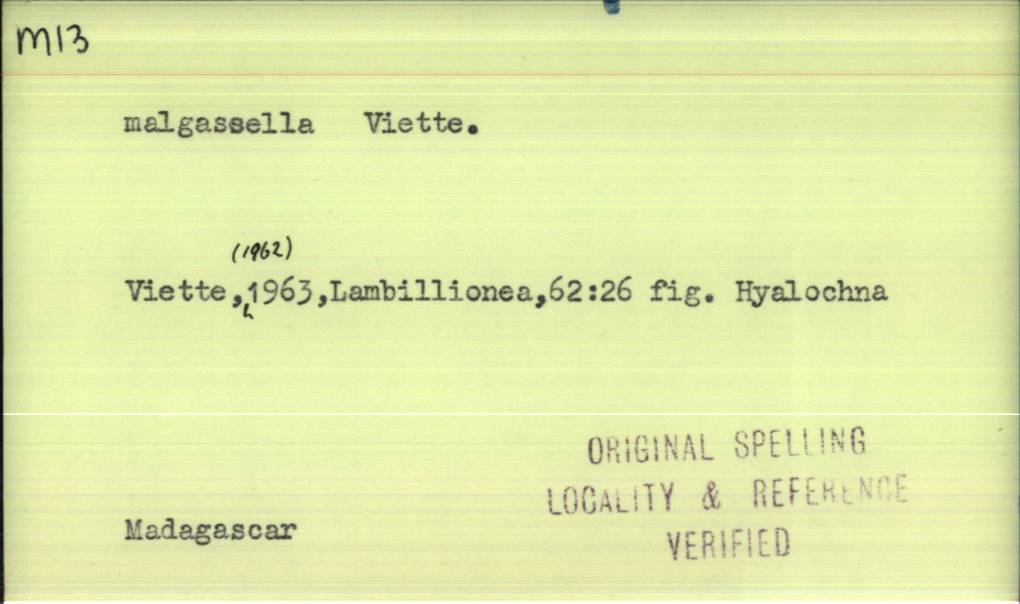 M13
malgassella Viette.
(1962)
Viette,1963,Lambillionea,62:26 fig. Hyalochna
ORIGINAL SPELLING
LOCALITY & REFERENCE
Madagascar
VERIFIED